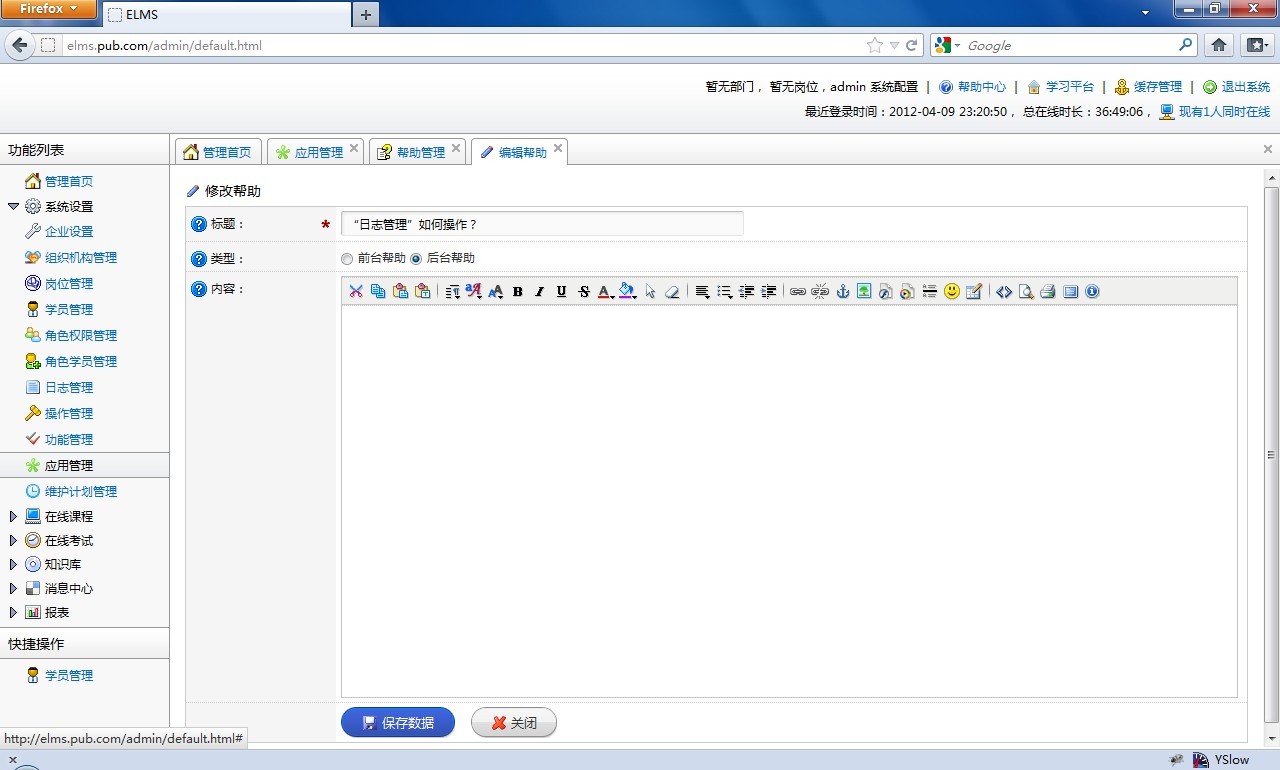 Firefox
ELMS
elms.pub.com/admin/default.html
Google
暂无部门， 暂无岗位，admin 系统配置 | 帮助中心 | 学习平台 | 缓存管理 | 退出系统
最近登录时间：2012-04-09 23:20:50， 总在线时长：36:49:06， 现有1人同时在线
功能列表
管理首页
应用管理
帮助管理
编辑帮助
管理首页
系统设置
企业设置
组织机构管理
岗位管理
学员管理
角色权限管理
角色学员管理
日志管理
操作管理
功能管理
应用管理
维护计划管理
在线课程
在线考试
知识库
消息中心
报表
快捷操作
学员管理
修改帮助
标题： *
“日志管理”如何操作？
类型：
前台帮助 后台帮助
内容：
保存数据
关闭
http://elms.pub.com/admin/default.html#
YSlow